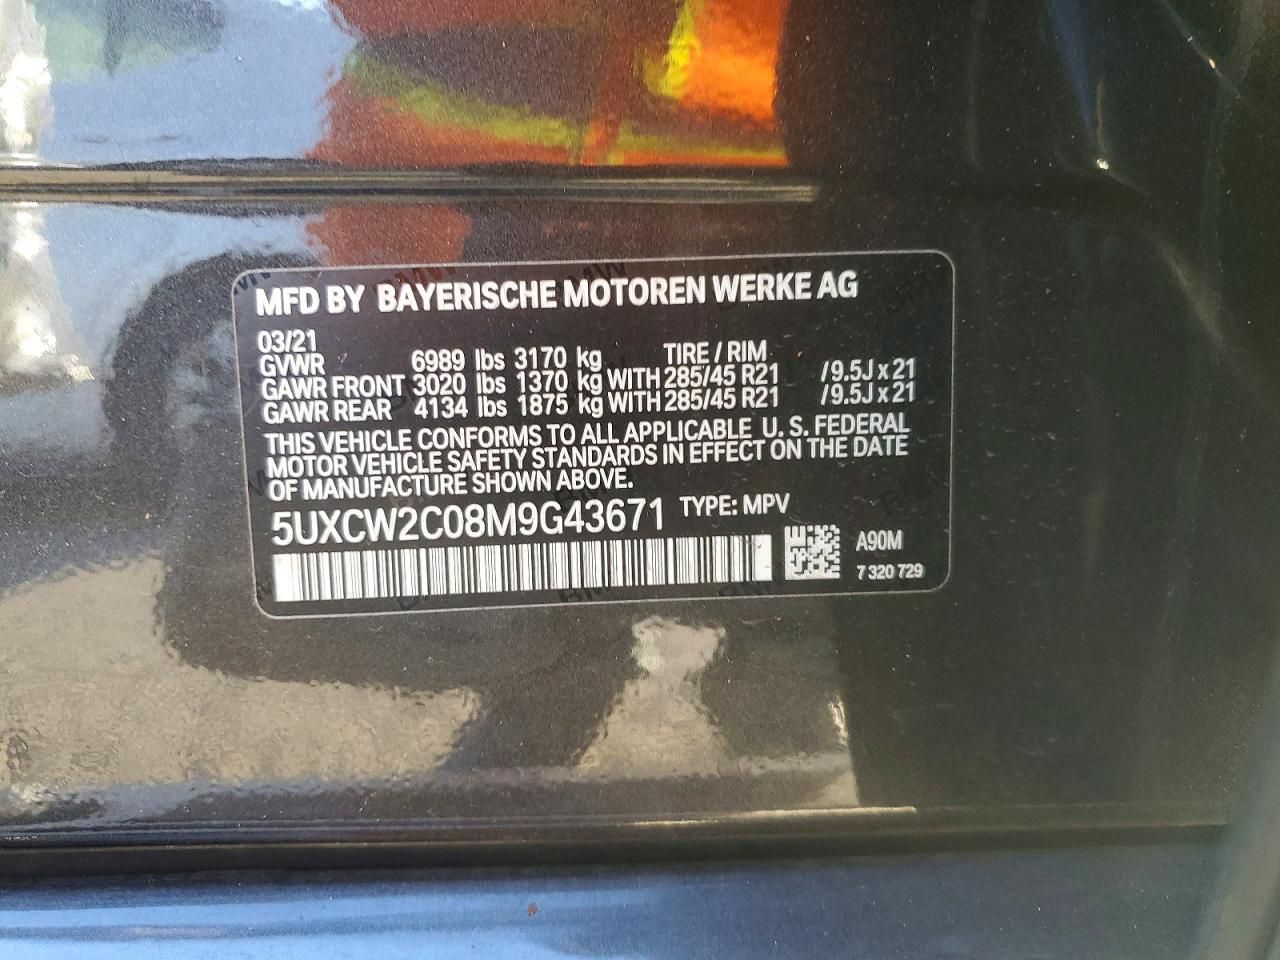 MFD BY BAYERISCHE MOTOREN WERKE AG
03/21
GVWR 6989 lbs 3170 kg TIRE / RIM
GAWR FRONT 3020 lbs 1370 kg WITH 285/45 R21 /9.5J x 21
GAWR REAR 4134 lbs 1875 kg WITH 285/45 R21 /9.5J x 21
THIS VEHICLE CONFORMS TO ALL APPLICABLE U. S. FEDERAL
MOTOR VEHICLE SAFETY STANDARDS IN EFFECT ON THE DATE
OF MANUFACTURE SHOWN ABOVE.
5UXCW2C08M9G43671 TYPE: MPV
A90M
7 320 729